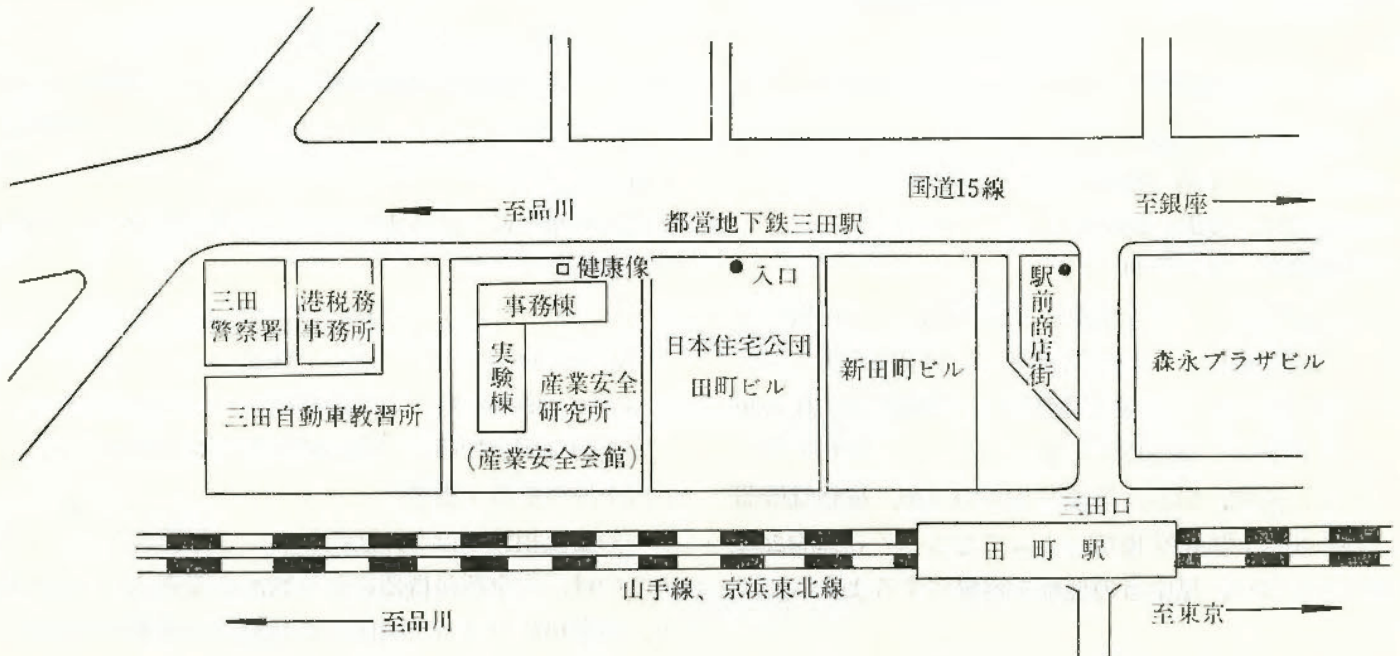 国道15線
至品川
至銀座
都営地下鉄三田駅
健康像
入口
三田
警察署
港税務
事務所
事務棟
実験棟
産業安全
研究所
(産業安全会館)
三田自動車教習所
日本住宅公団
田町ビル
新田町ビル
駅前商店街
森永プラザビル
三田口
田町駅
山手線、京浜東北線
至品川
至東京